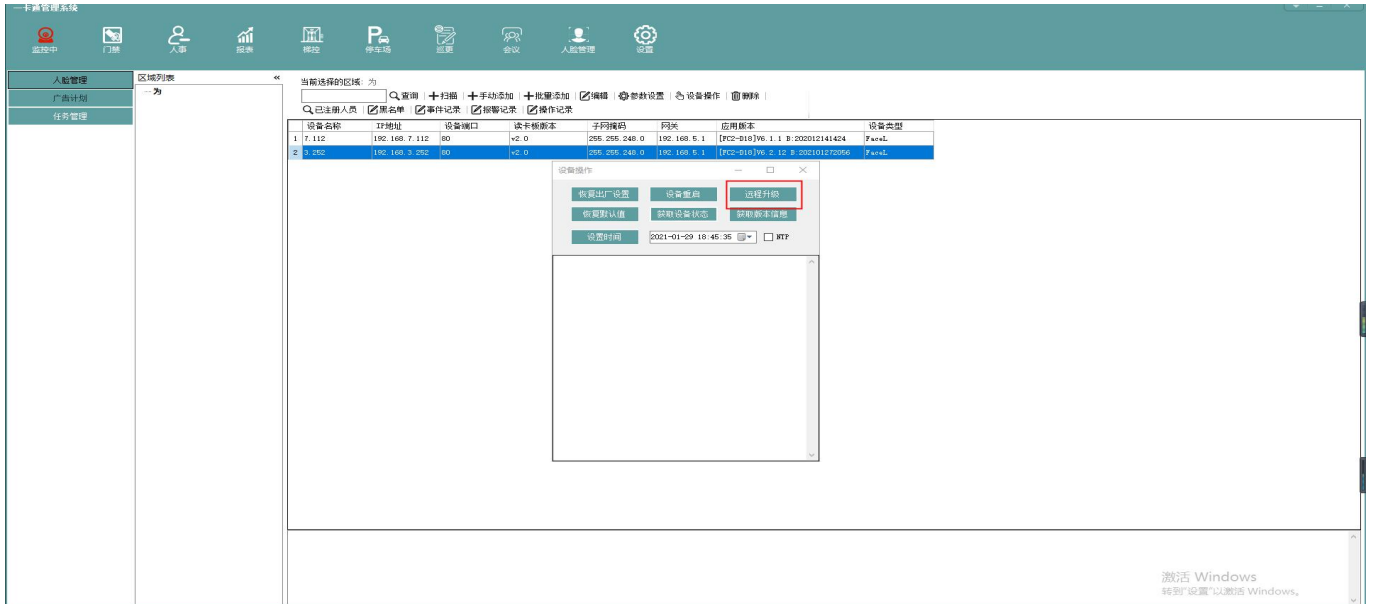 一卡通管理系统
监控中 门禁 人事 报表 梯控 停车场 巡更 会议 人脸管理 设置
人脸管理
广告计划
任务管理
区域列表 «
为
当前选择的区域: 为
查询 扫描 手动添加 批量添加 编辑 参数设置 设备操作 删除
已注册人员 黑名单 事件记录 报警记录 操作记录
设备名称 IP地址 设备端口 读卡板版本 子网掩码 网关 应用版本 设备类型
1 7.112 192.168.7.112 80 v2.0 255.255.248.0 192.168.5.1 [FC2-D18]V6.1.1 B:202012141424 FaceL
2 3.252 192.168.3.252 80 v2.0 255.255.248.0 192.168.5.1 [FC2-D18]V6.2.12 B:202101272056 FaceL
设备操作
恢复出厂设置 设备重启 远程升级
恢复默认值 获取设备状态 获取版本信息
设置时间 2021-01-29 18:45:35 NTP
激活 Windows
转到"设置"以激活 Windows。